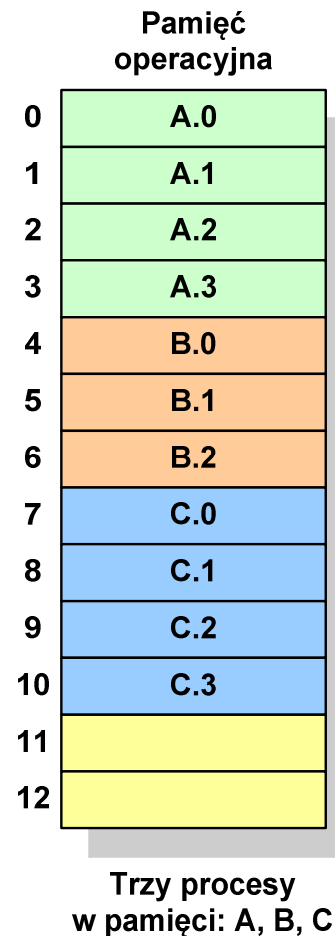 Pamięć
operacyjna
0 A.0
1 A.1
2 A.2
3 A.3
4 B.0
5 B.1
6 B.2
7 C.0
8 C.1
9 C.2
10 C.3
11
12
Trzy procesy
w pamięci: A, B, C